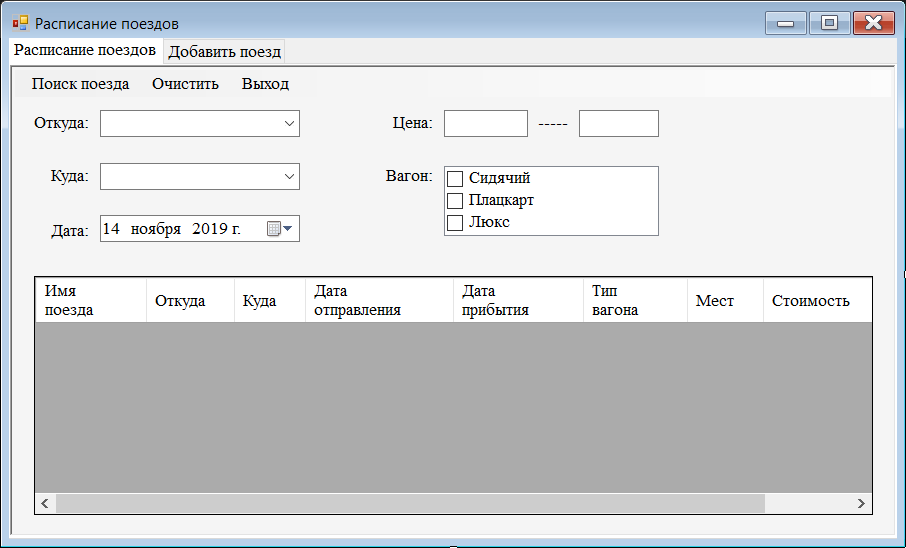 Расписание поездов
Расписание поездов Добавить поезд
Поиск поезда Очистить Выход
Откуда: Цена: -----
Куда: Вагон: Сидячий
Плацкарт
Дата: 14 ноября 2019 г. Люкс
Имя поезда Откуда Куда Дата отправления Дата прибытия Тип вагона Мест Стоимость